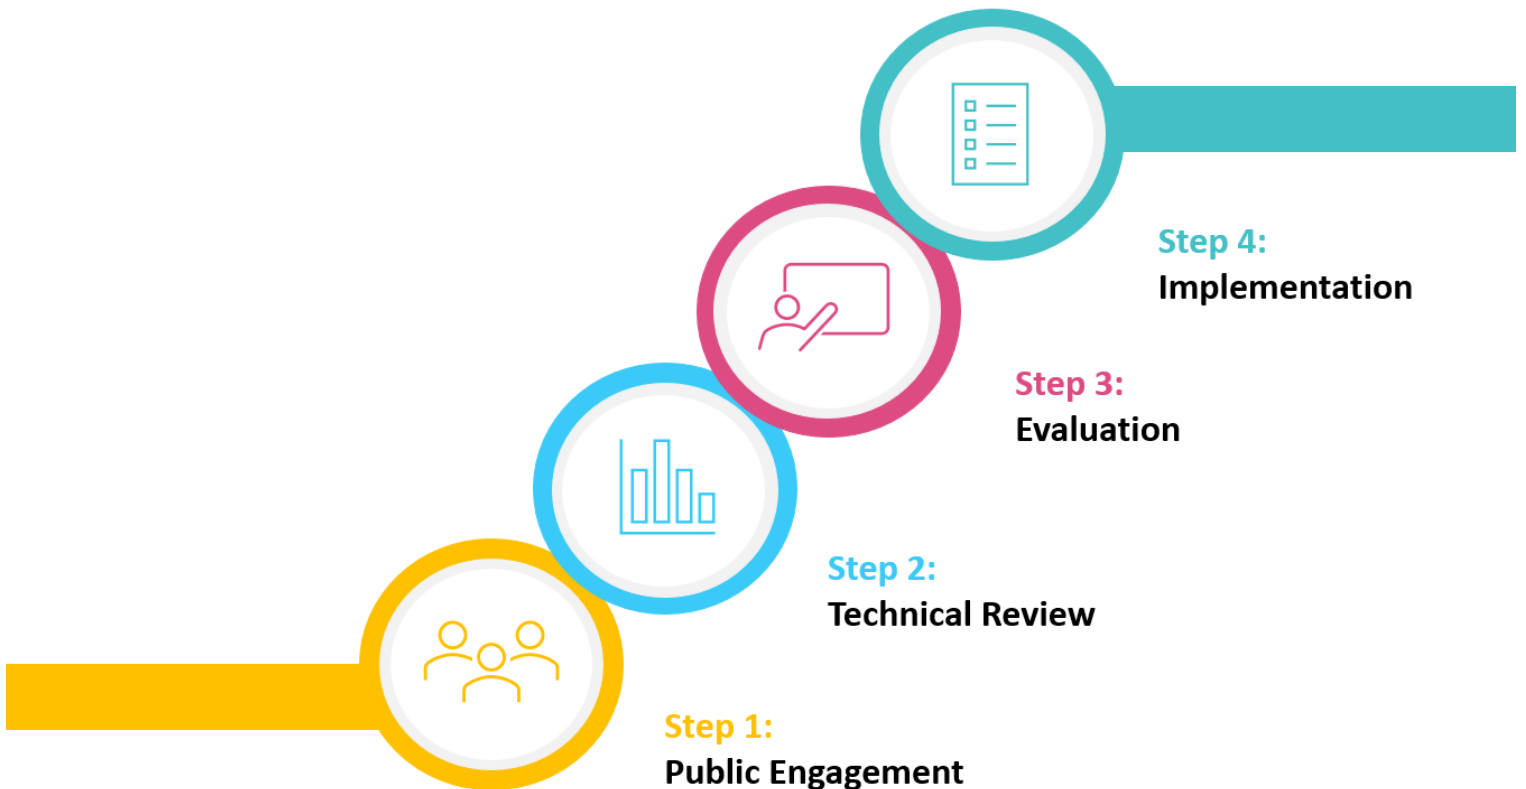 Step 4:
Implementation
Step 3:
Evaluation
Step 2:
Technical Review
Step 1:
Public Engagement